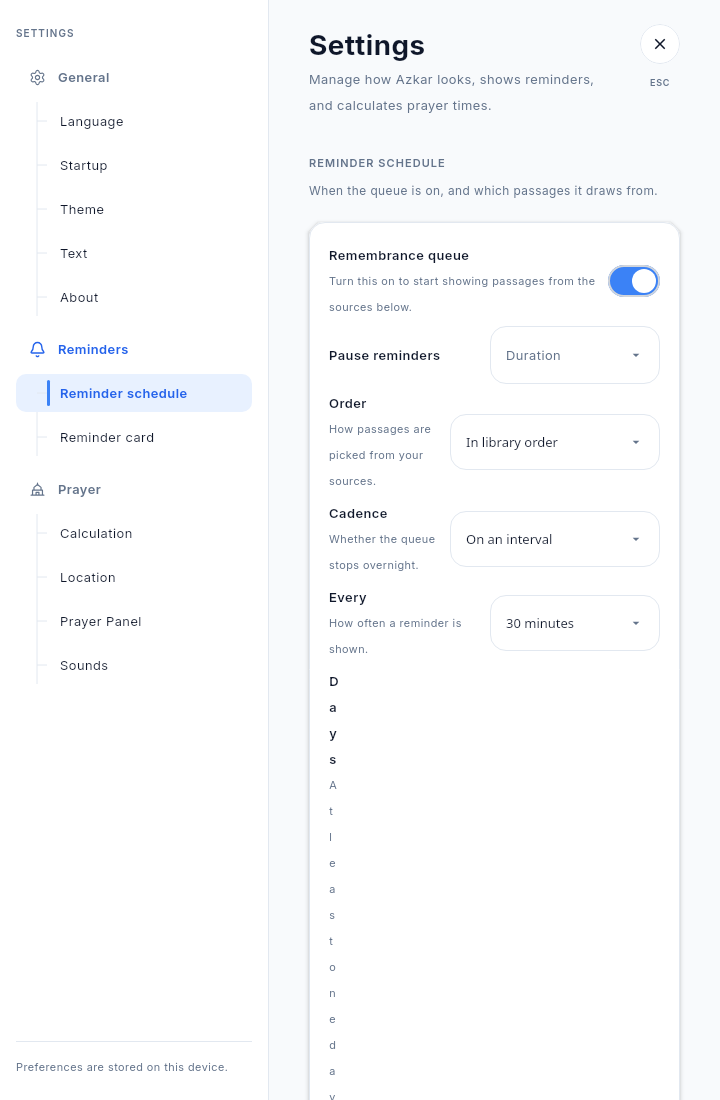 SETTINGS
General
Language
Startup
Theme
Text
About
Reminders
Reminder schedule
Reminder card
Prayer
Calculation
Location
Prayer Panel
Sounds
Preferences are stored on this device.
Settings
Manage how Azkar looks, shows reminders,
and calculates prayer times.
ESC
REMINDER SCHEDULE
When the queue is on, and which passages it draws from.
Remembrance queue
Turn this on to start showing passages from the
sources below.
Pause reminders
Duration
Order
How passages are
picked from your
sources.
In library order
Cadence
Whether the queue
stops overnight.
On an interval
Every
How often a reminder is
shown.
30 minutes
D
a
y
s
A
t
l
e
a
s
t
o
n
e
d
a
y